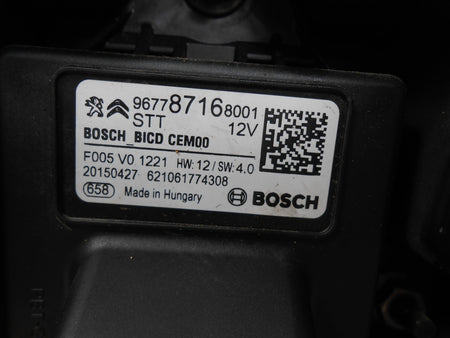 96778716 8001
STT 12V
BOSCH_BICD CEM00
F005 V0 1221 HW: 12 / SW: 4.0
20150427 621061774308
658 Made in Hungary BOSCH